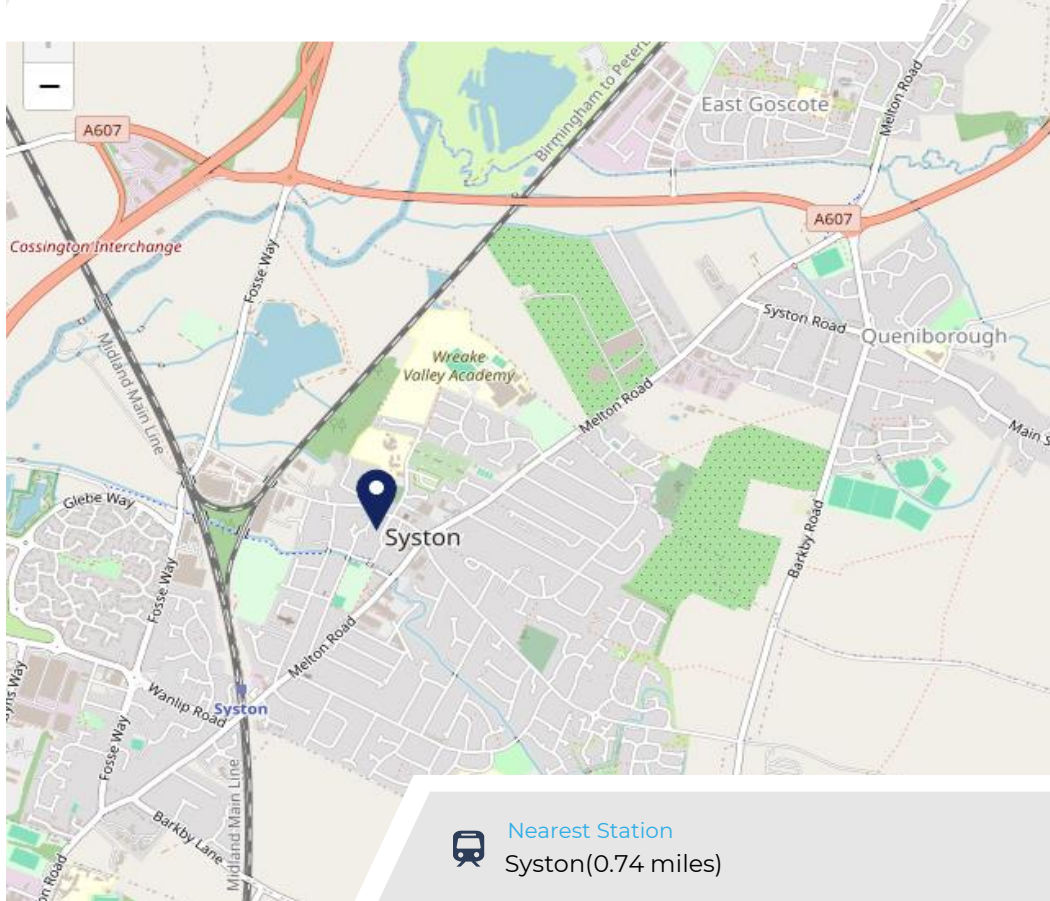 −
A607
Cossington Interchange
Fosse Way
Birmingham to Peterb
East Goscote
Melton Road
A607
Syston Road
Queniborough
Main S
Midland Main Line
Wreake
Valley Academy
Melton Road
Glebe Way
Syston
Barkby Road
Fosse Way
Melton Road
Wanlip Road
Syston
Fosse Way
Barkby Lane
Midland Main Line
Nearest Station
Syston(0.74 miles)